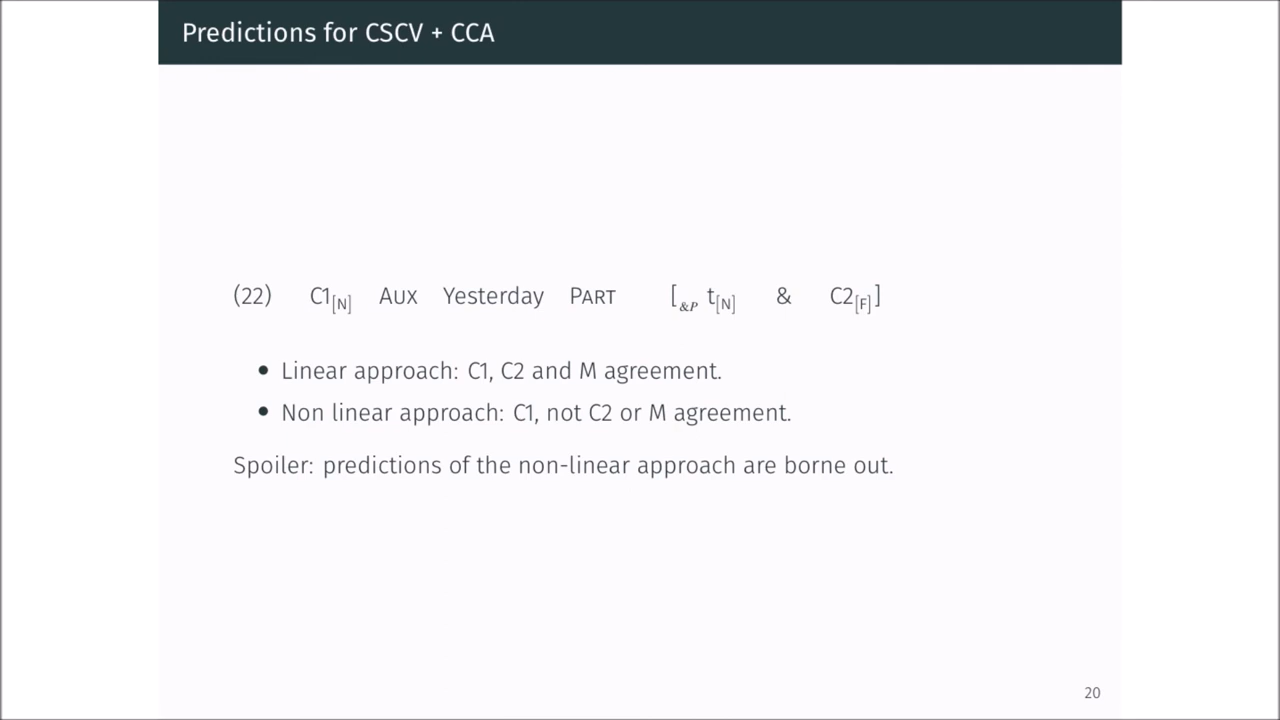 Predictions for CSCV + CCA
(22) C1[N] AUX Yesterday PART [&P t[N] & C2[F]]
• Linear approach: C1, C2 and M agreement.
• Non linear approach: C1, not C2 or M agreement.
Spoiler: predictions of the non-linear approach are borne out.
20